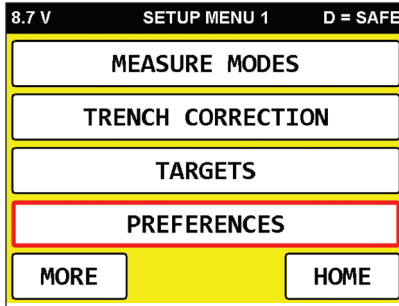 8.7 V SETUP MENU 1 D = SAFE
MEASURE MODES
TRENCH CORRECTION
TARGETS
PREFERENCES
MORE HOME